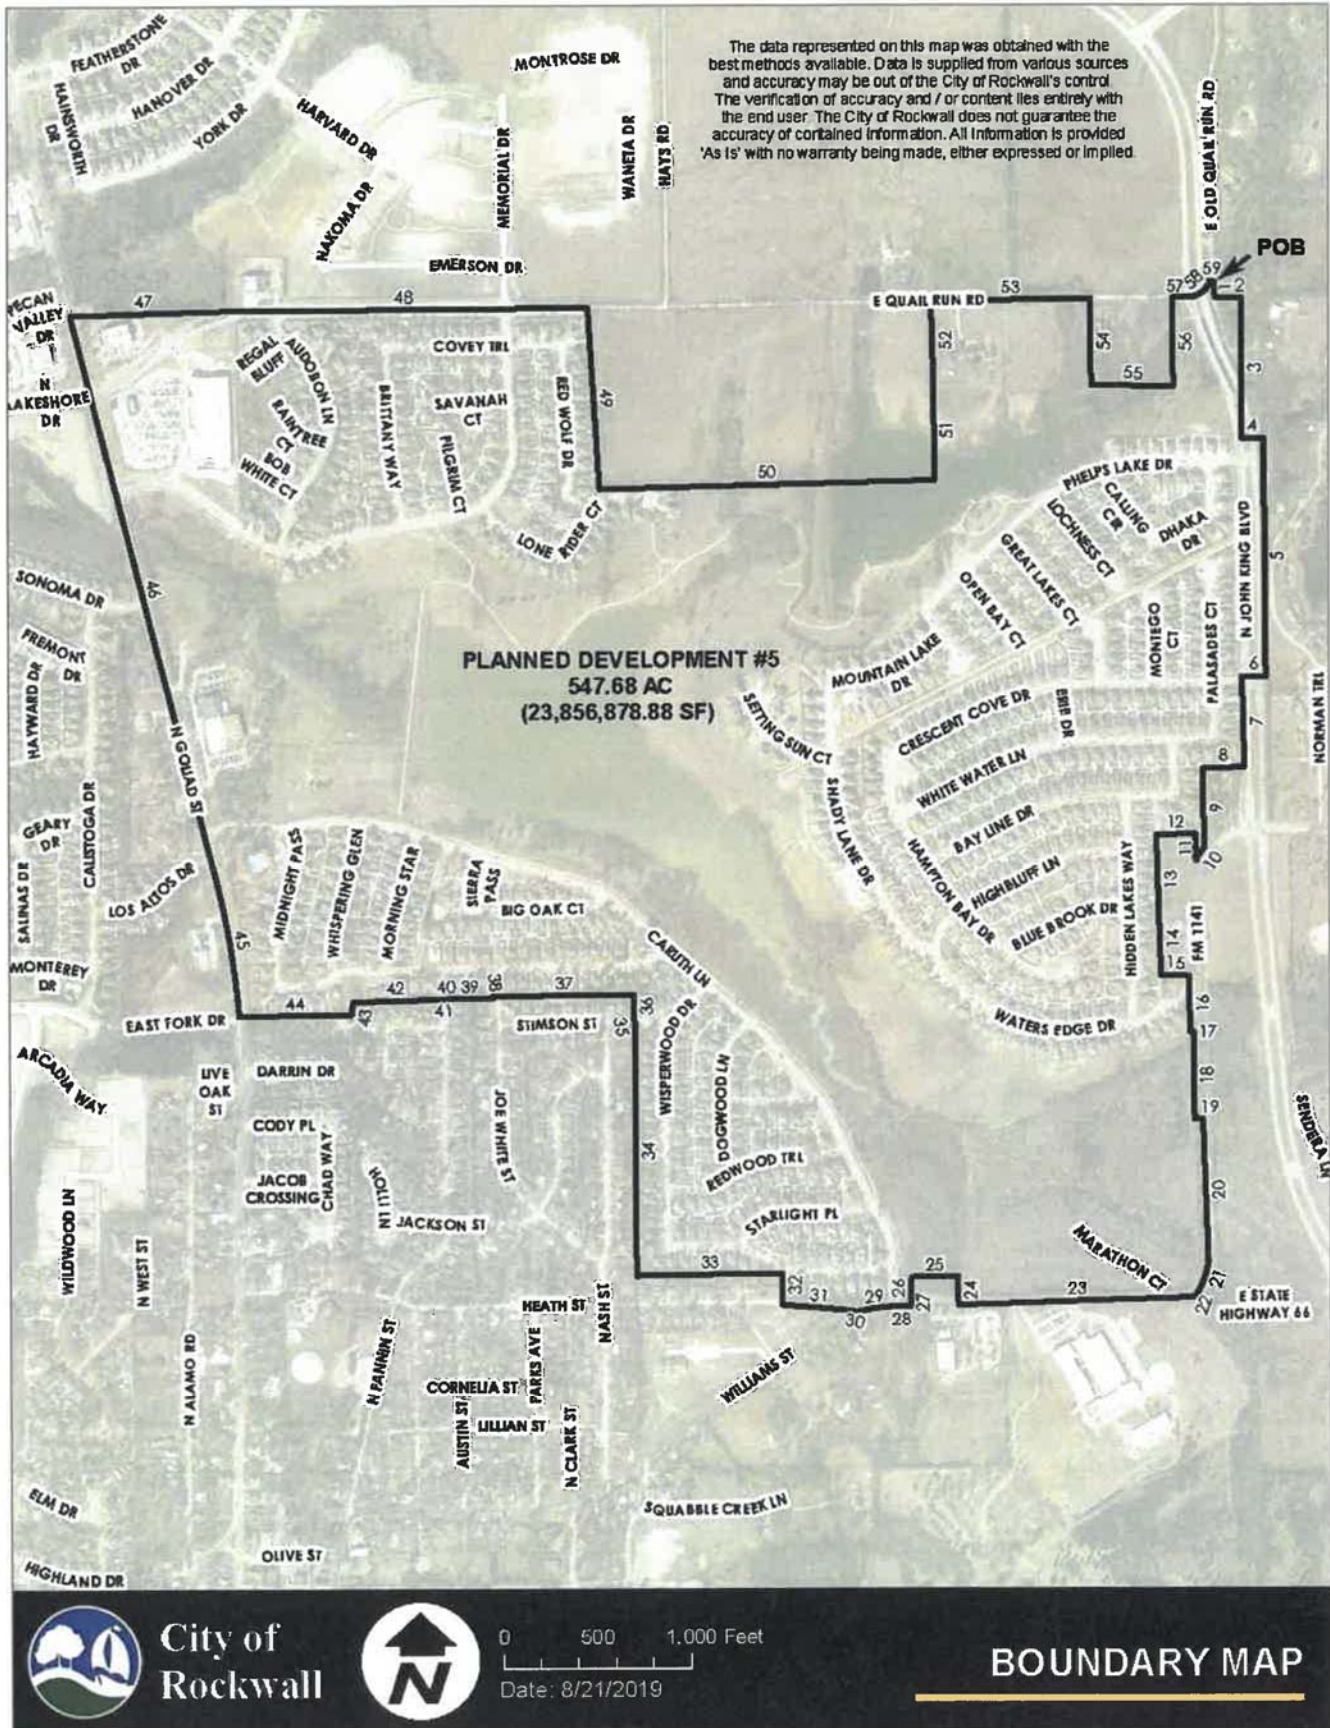 FEATHERSTONE
DR
HAINSWORTH
DR
HANOVER DR
YORK DR
HARVARD DR
NAKOMA DR
MEMORIAL DR
MONTROSE DR
WANETA DR
HAYS RD
EMERSON DR
The data represented on this map was obtained with the
best methods available. Data is supplied from various sources
and accuracy may be out of the City of Rockwall's control.
The verification of accuracy and / or content lies entirely with
the end user. The City of Rockwall does not guarantee the
accuracy of contained information. All Information is provided
'As Is' with no warranty being made, either expressed or implied.
E OLD QUAIL RUN RD
POB
59
58
57
1
2
PECAN
VALLEY
DR
47
48
E QUAIL RUN RD
53
N
LAKESHORE
DR
REGAL
BLUFF
AUDOBON LN
RAINTREE
CT
BOB
WHITE CT
BRITTANY WAY
COVEY TRL
SAVANAH
CT
PILGRIM CT
RED WOLF DR
LONE RIDER CT
49
50
51
52
54
55
56
3
4
5
PHELPS LAKE DR
CALLING
CIR
LOCHNESS CT
DHAKA
DR
GREAT LAKES CT
OPEN BAY CT
N JOHN KING BLVD
MONTEGO
CT
PALASADES CT
MOUNTAIN LAKE
DR
6
7
8
SONOMA DR
46
FREMONT
DR
HAYWARD DR
N GOLIAD ST
PLANNED DEVELOPMENT #5
547.68 AC
(23,856,878.88 SF)
SETTING SUN CT
CRESCENT COVE DR
ERIE DR
WHITE WATER LN
NORMAN TRL
SHADY LANE DR
BAY LINE DR
HAMPTON BAY DR
HIGH BLUFF LN
BLUE BROOK DR
HIDDEN LAKES WAY
9
10
11
12
13
14
FM 1141
15
GEARY
DR
CALISTOGA DR
SALINAS DR
LOS ALTOS DR
MONTEREY
DR
45
MIDNIGHT PASS
WHISPERING GLEN
MORNING STAR
SIERRA
PASS
BIG OAK CT
CARUTH LN
WATERS EDGE DR
16
17
18
19
20
21
22
44
43
42
41
40
39
38
37
36
35
EAST FORK DR
STIMSON ST
WISPERWOOD DR
DOGWOOD LN
ARCADIA WAY
LIVE
OAK
ST
DARRIN DR
CODY PL
CHAD WAY
JACOB
CROSSING
JOE WHITE ST
HOLLI LN
JACKSON ST
34
REDWOOD TRL
STARLIGHT PL
SENDERA LN
MARATHON CT
WILDWOOD LN
N WEST ST
33
32
31
30
29
28
27
26
25
24
23
E STATE
HIGHWAY 66
HEATH ST
NASH ST
N ALAMO RD
N FANNIN ST
PARKS AVE
CORNELIA ST
AUSTIN ST
LILLIAN ST
N CLARK ST
WILLIAMS ST
SQUABBLE CREEK LN
ELM DR
OLIVE ST
HIGHLAND DR
City of
Rockwall
N
0 500 1,000 Feet
Date: 8/21/2019
BOUNDARY MAP